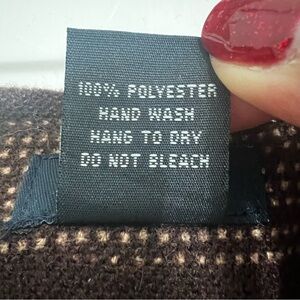 100% POLYESTER
HAND WASH
HANG TO DRY
DO NOT BLEACH